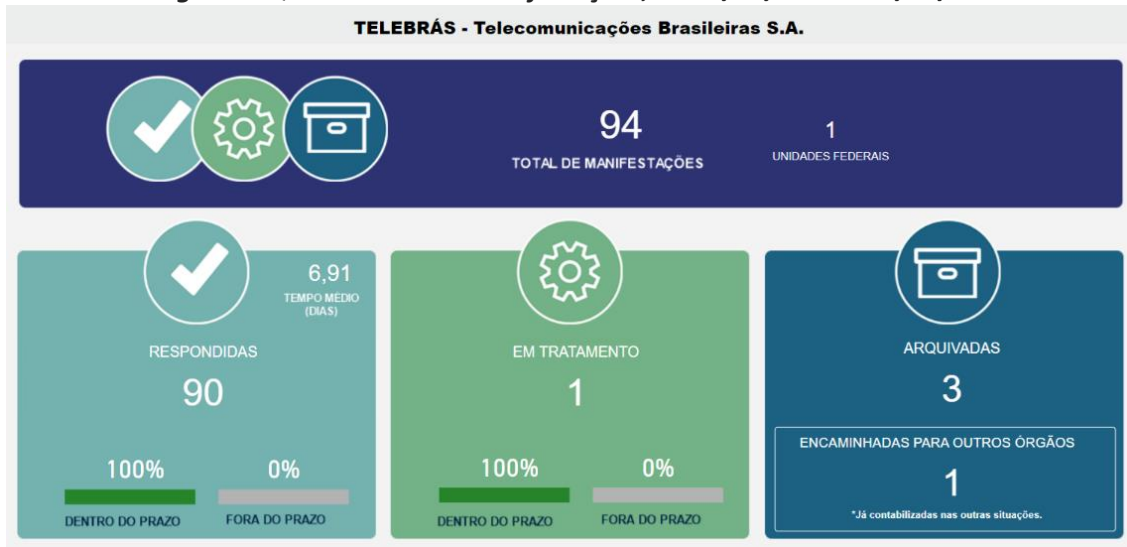 TELEBRÁS - Telecomunicações Brasileiras S.A.
94
TOTAL DE MANIFESTAÇÕES
1
UNIDADES FEDERAIS
6,91
TEMPO MÉDIO
(DIAS)
RESPONDIDAS
90
100%
0%
DENTRO DO PRAZO
FORA DO PRAZO
EM TRATAMENTO
1
100%
0%
DENTRO DO PRAZO
FORA DO PRAZO
ARQUIVADAS
3
ENCAMINHADAS PARA OUTROS ÓRGÃOS
1
*Já contabilizadas nas outras situações.